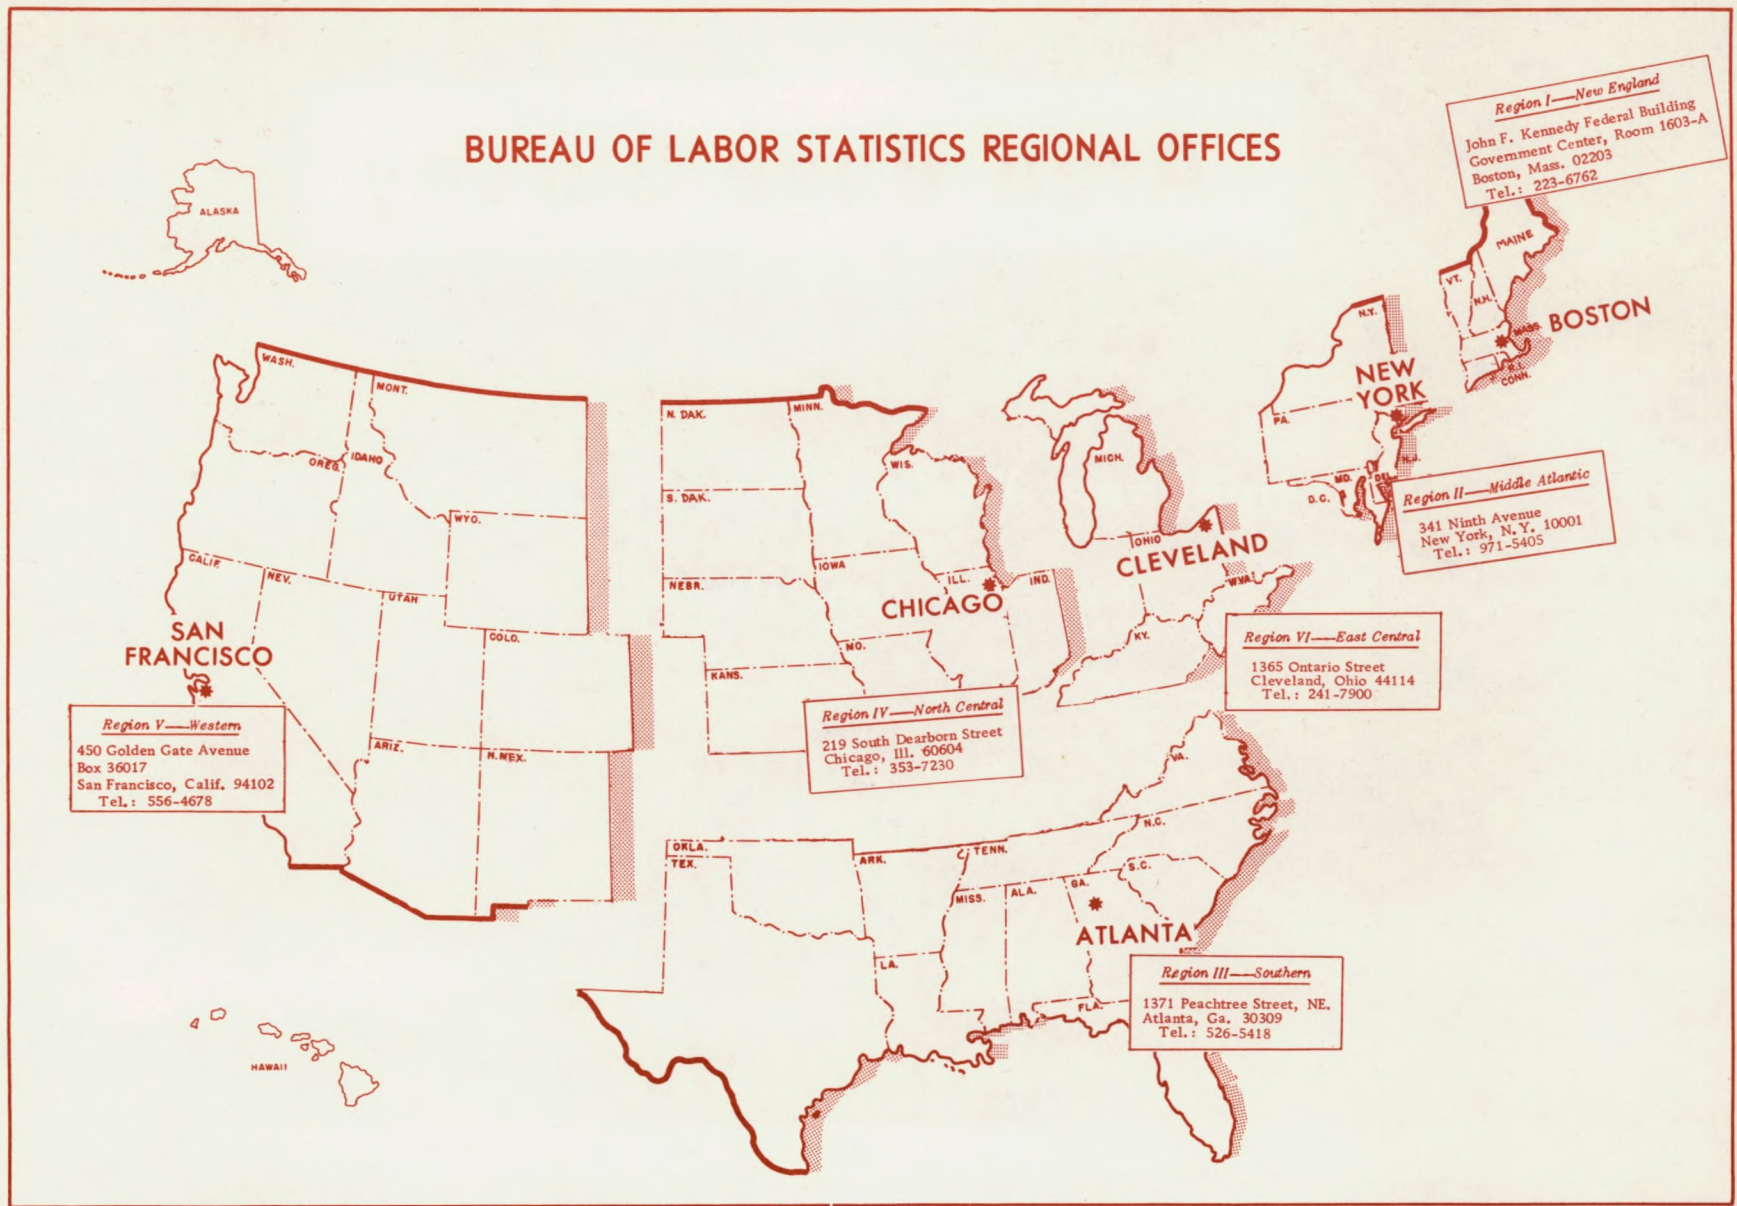 BUREAU OF LABOR STATISTICS REGIONAL OFFICES
Region I—New England
John F. Kennedy Federal Building
Government Center, Room 1603-A
Boston, Mass. 02203
Tel.: 223-6762
ALASKA
MAINE
VT.
N.H.
MASS.
BOSTON
R.I.
CONN.
N.Y.
NEW
YORK
PA.
N.J.
MD.
DEL.
D.C.
Region II—Middle Atlantic
341 Ninth Avenue
New York, N.Y. 10001
Tel.: 971-5405
WASH.
MONT.
OREG.
IDAHO
WYO.
CALIF.
NEV.
UTAH
COLO.
ARIZ.
N.MEX.
SAN
FRANCISCO
Region V—Western
450 Golden Gate Avenue
Box 36017
San Francisco, Calif. 94102
Tel.: 556-4678
N. DAK.
MINN.
S. DAK.
WIS.
NEBR.
IOWA
ILL.
IND.
CHICAGO
MO.
KANS.
Region IV—North Central
219 South Dearborn Street
Chicago, Ill. 60604
Tel.: 353-7230
MICH.
OHIO
CLEVELAND
W.VA.
KY.
Region VI—East Central
1365 Ontario Street
Cleveland, Ohio 44114
Tel.: 241-7900
VA.
N.C.
OKLA.
TEX.
ARK.
TENN.
S.C.
MISS.
ALA.
GA.
ATLANTA
LA.
FLA.
Region III—Southern
1371 Peachtree Street, NE.
Atlanta, Ga. 30309
Tel.: 526-5418
HAWAII